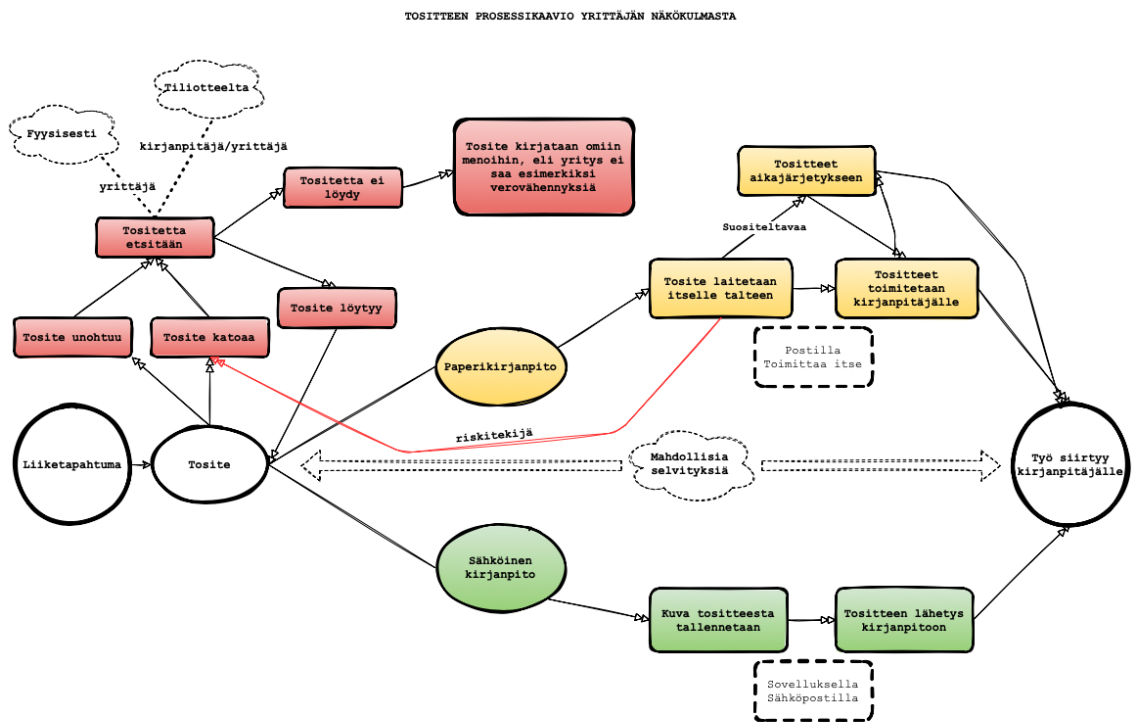 TOSITTEEN PROSESSIKAAVIO YRITTÄJÄN NÄKÖKULMASTA
Tiliotteelta
Fyysisesti
kirjanpitäjä/yrittäjä
yrittäjä
Tositetta
etsitään
Tositetta ei
löydy
Tosite kirjataan omiin
menoihin, eli yritys ei
saa esimerkiksi
verovähennyksiä
Tosite unohtuu
Tosite katoaa
Tosite löytyy
Liiketapahtuma
Tosite
Paperikirjanpito
Tosite laitetaan
itselle talteen
Suositeltavaa
Tositteet
aikajärjetykseen
Tositteet
toimitetaan
kirjanpitäjälle
Postilla
Toimittaa itse
riskitekijä
Mahdollisia
selvityksiä
Työ siirtyy
kirjanpitäjälle
Sähköinen
kirjanpito
Kuva tositteesta
tallennetaan
Tositteen lähetys
kirjanpitoon
Sovelluksella
Sähköpostilla